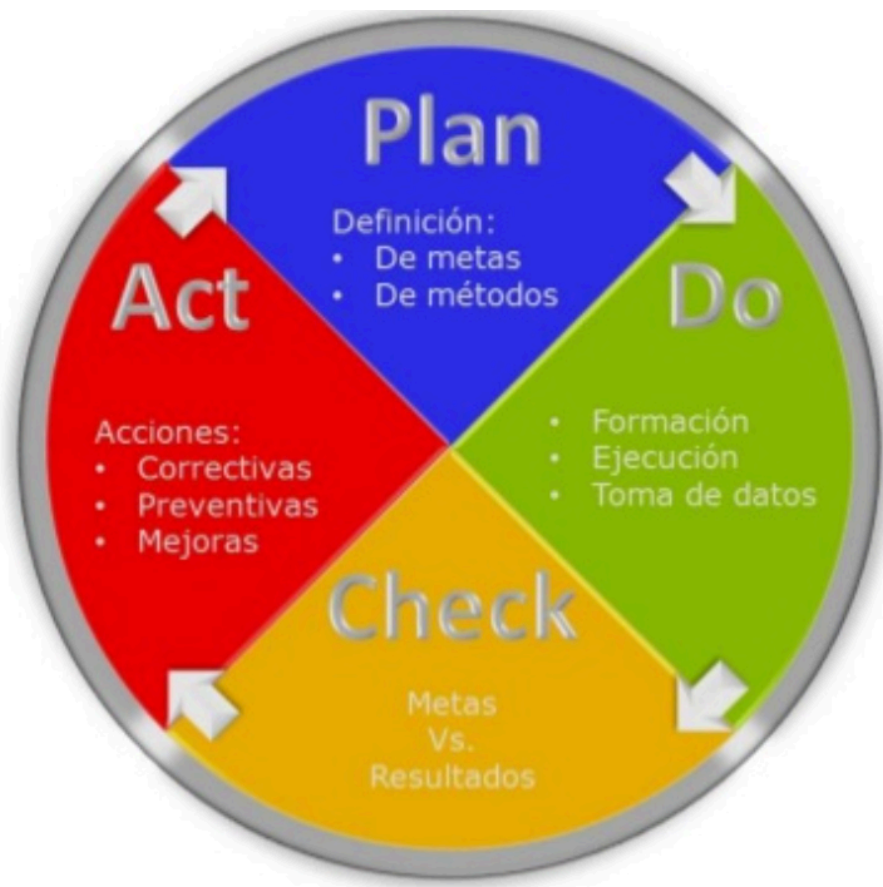 Plan
Definición:
• De metas
• De métodos
Do
• Formación
• Ejecución
• Toma de datos
Check
Metas
Vs.
Resultados
Act
Acciones:
• Correctivas
• Preventivas
• Mejoras